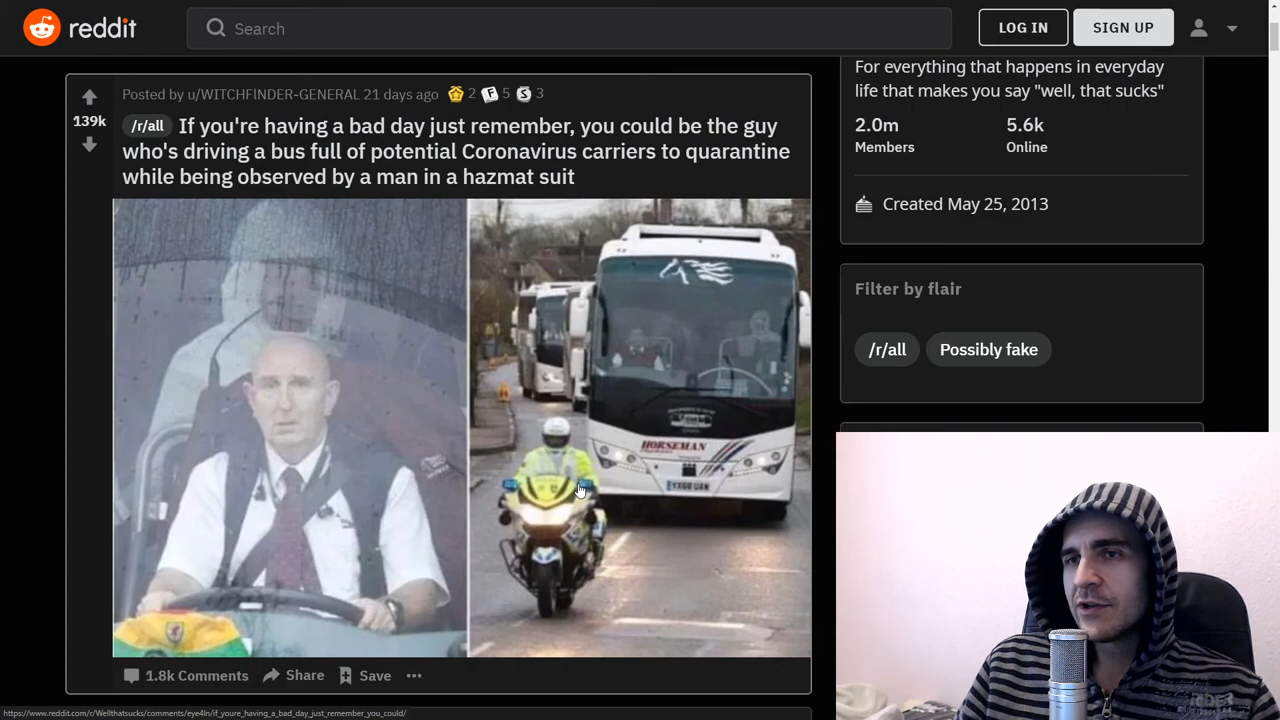 reddit
Search
LOG IN
SIGN UP
Posted by u/WITCHFINDER-GENERAL 21 days ago
2
F 5
S 3
139k
/r/all If you're having a bad day just remember, you could be the guy
who's driving a bus full of potential Coronavirus carriers to quarantine
while being observed by a man in a hazmat suit
HORSEMAN
YX68 UAN
1.8k Comments
Share
Save
For everything that happens in everyday
life that makes you say "well, that sucks"
2.0m
5.6k
Members
Online
Created May 25, 2013
Filter by flair
/r/all
Possibly fake
RIDER
https://www.reddit.com/r/Wellthatsucks/comments/eye4ln/if_youre_having_a_bad_day_just_remember_you_could/